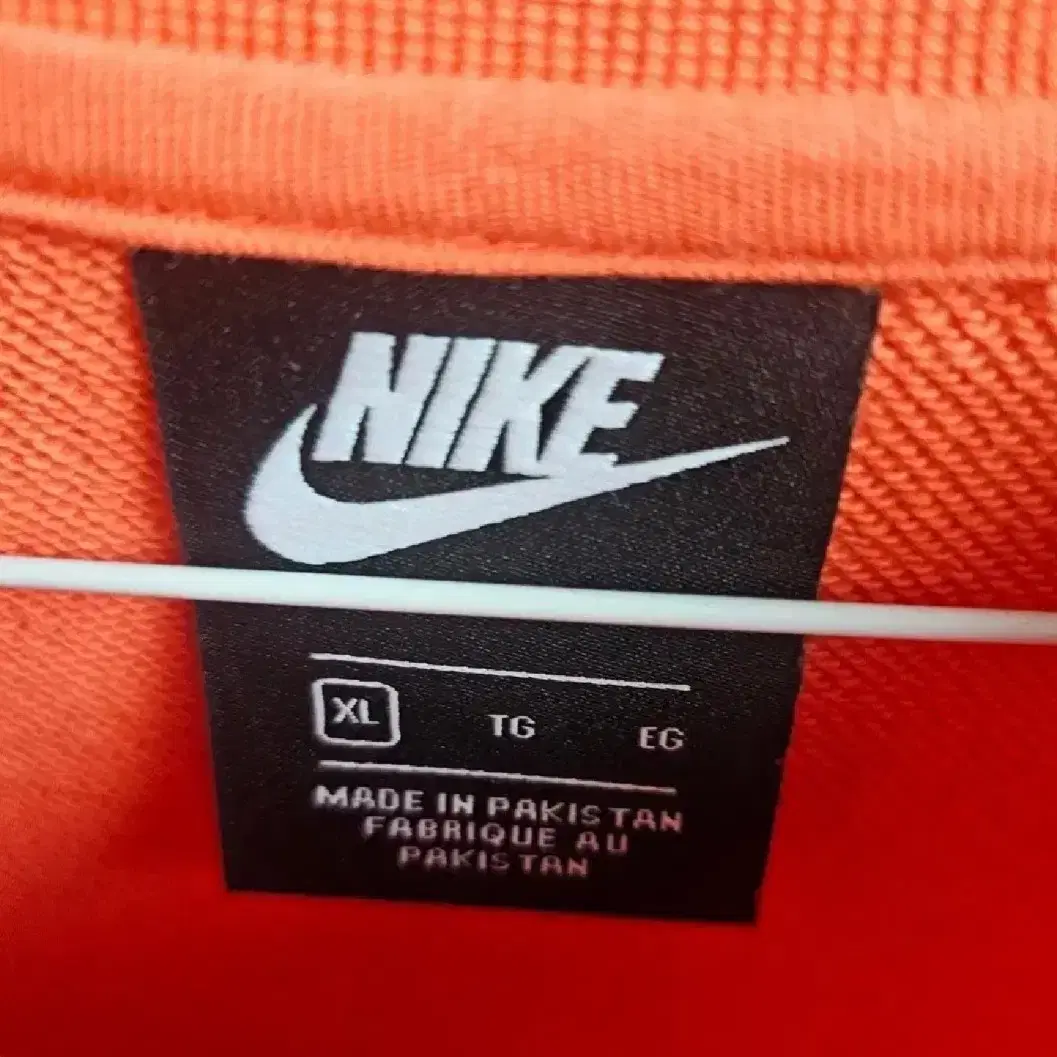 NIKE
XL TG EG
MADE IN PAKISTAN
FABRIQUE AU
PAKISTAN